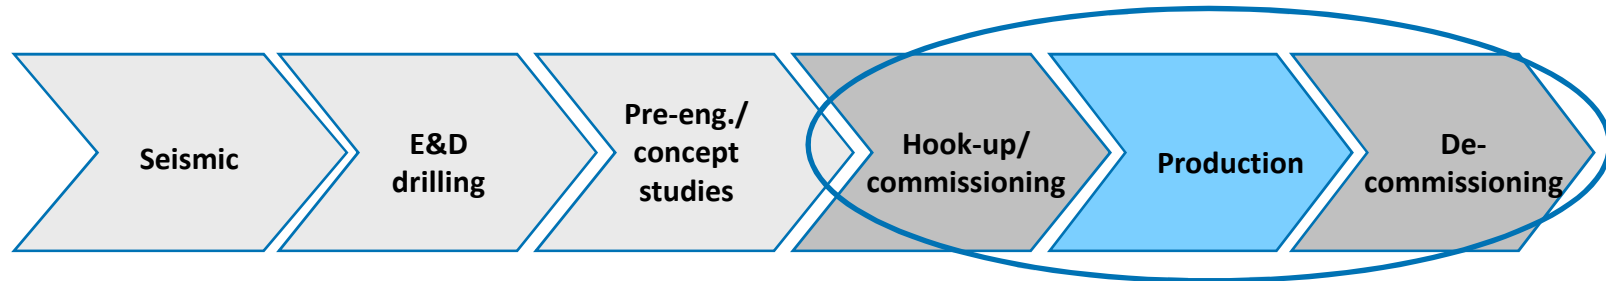 Seismic
E&D
drilling
Pre-eng./
concept
studies
Hook-up/
commissioning
Production
De-
commissioning